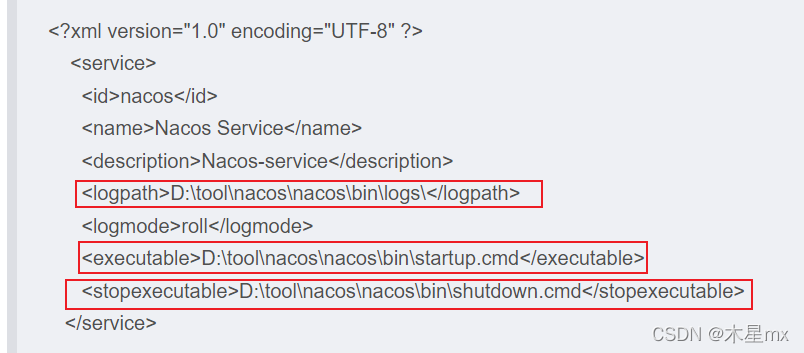 <?xml version="1.0" encoding="UTF-8" ?>
<service>
<id>nacos</id>
<name>Nacos Service</name>
<description>Nacos-service</description>
<logpath>D:\tool\nacos\nacos\bin\logs\</logpath>
<logmode>roll</logmode>
<executable>D:\tool\nacos\nacos\bin\startup.cmd</executable>
<stopexecutable>D:\tool\nacos\nacos\bin\shutdown.cmd</stopexecutable>
</service>
CSDN @木星mx